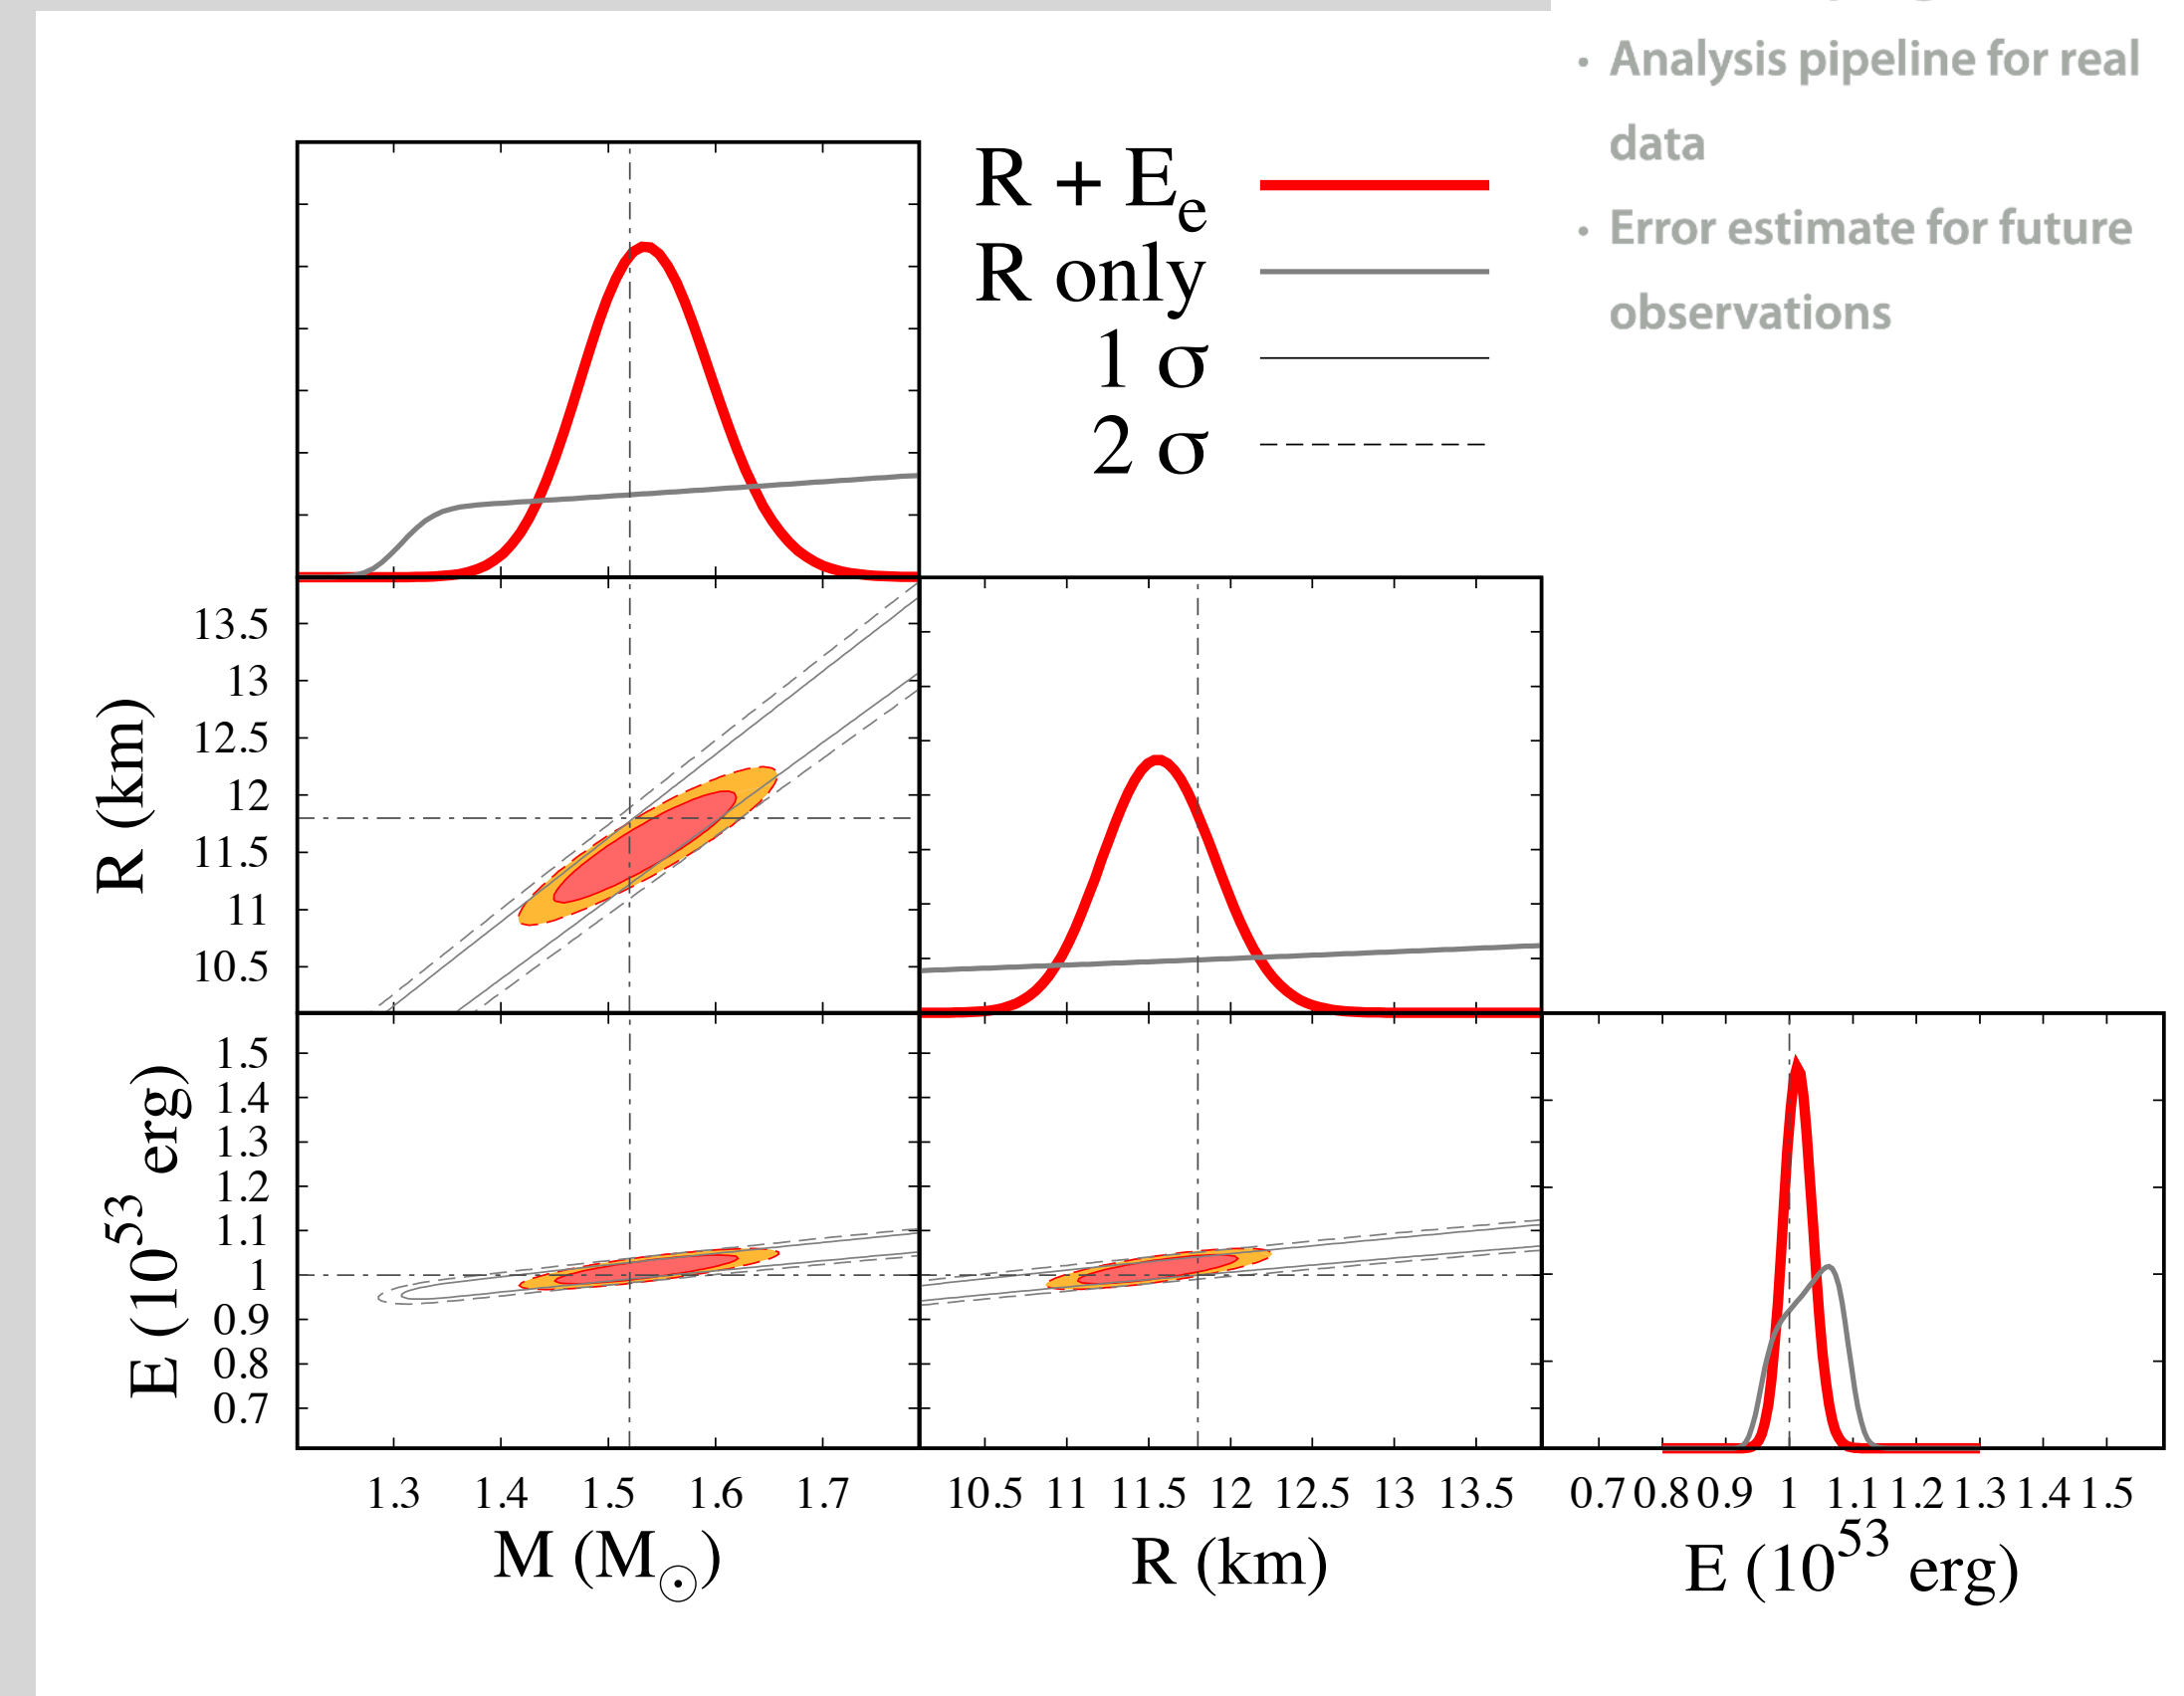 • Analysis pipeline for real
data
• Error estimate for future
observations
R + Ee
R only
1 σ
2 σ
13.5
13
12.5
12
11.5
11
10.5
R (km)
1.5
1.4
1.3
1.2
1.1
1
0.9
0.8
0.7
E (10^53 erg)
1.3 1.4 1.5 1.6 1.7
M (M☉)
10.5 11 11.5 12 12.5 13 13.5
R (km)
0.7 0.8 0.9 1 1.1 1.2 1.3 1.4 1.5
E (10^53 erg)